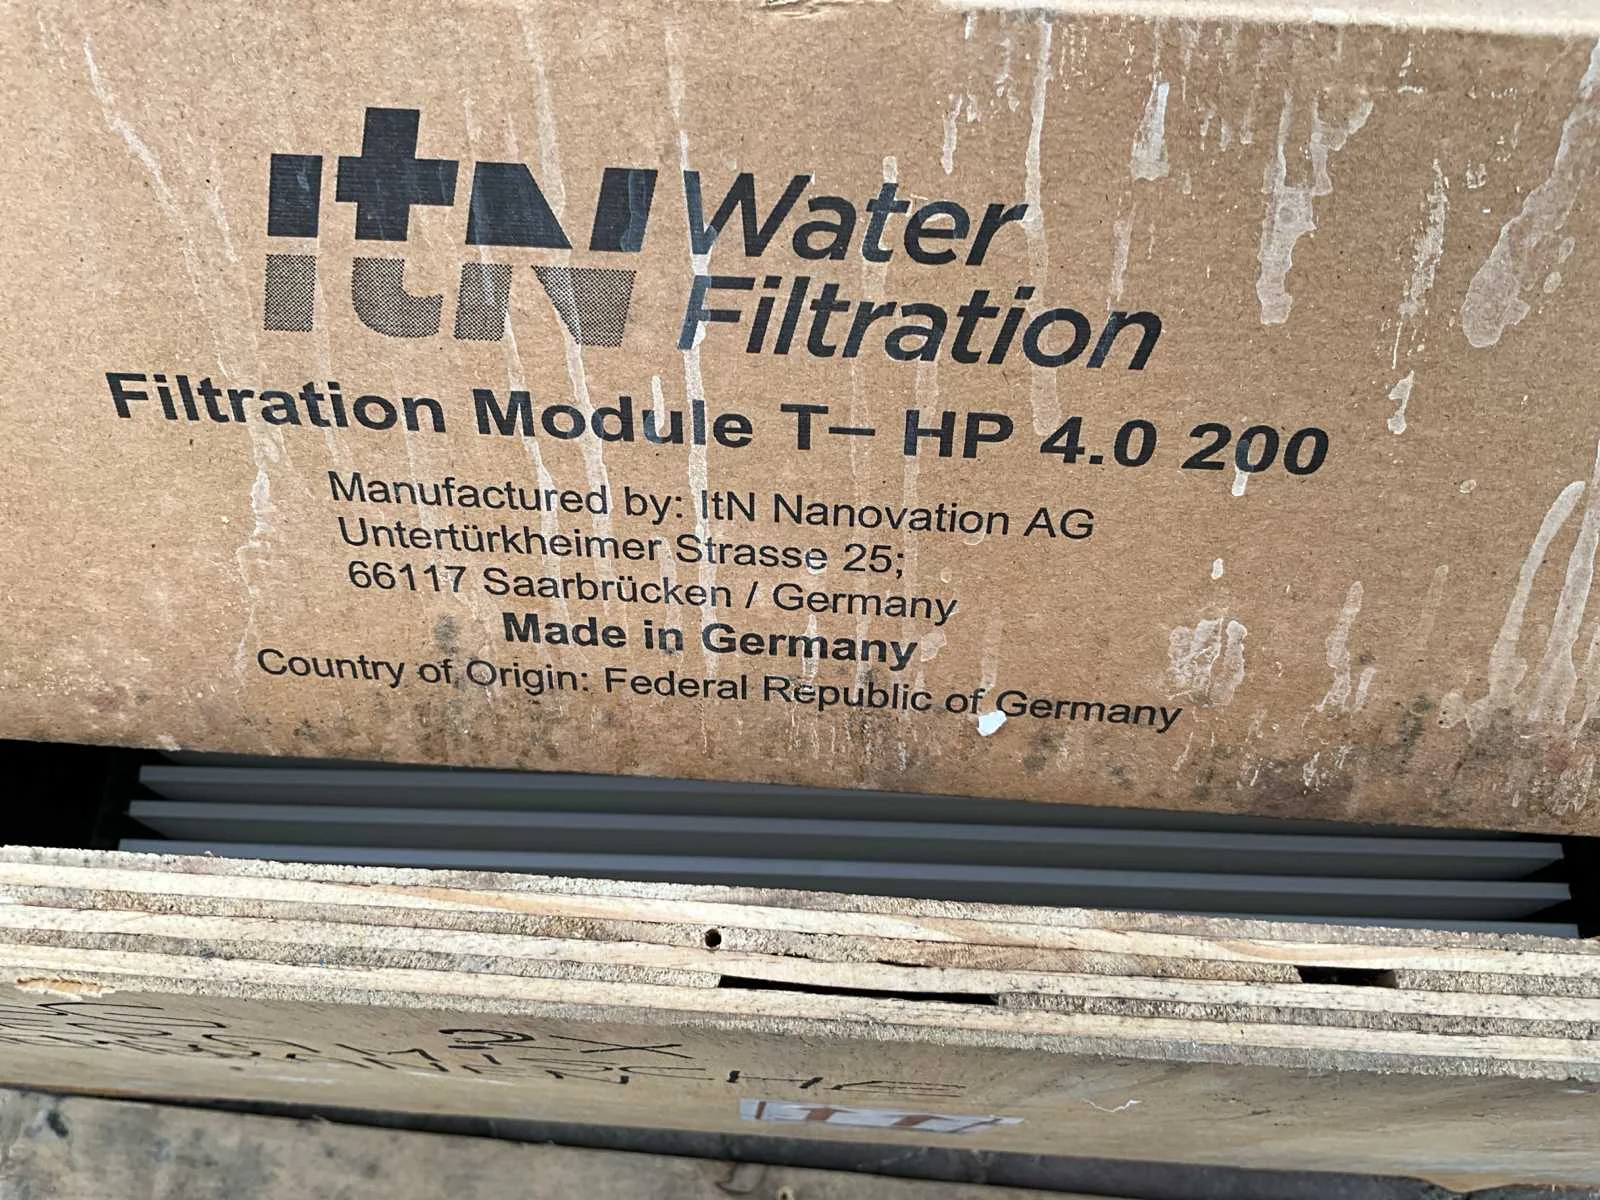 ItN Water
Filtration
Filtration Module T– HP 4.0 200
Manufactured by: ItN Nanovation AG
Untertürkheimer Strasse 25;
66117 Saarbrücken / Germany
Made in Germany
Country of Origin: Federal Republic of Germany
2x